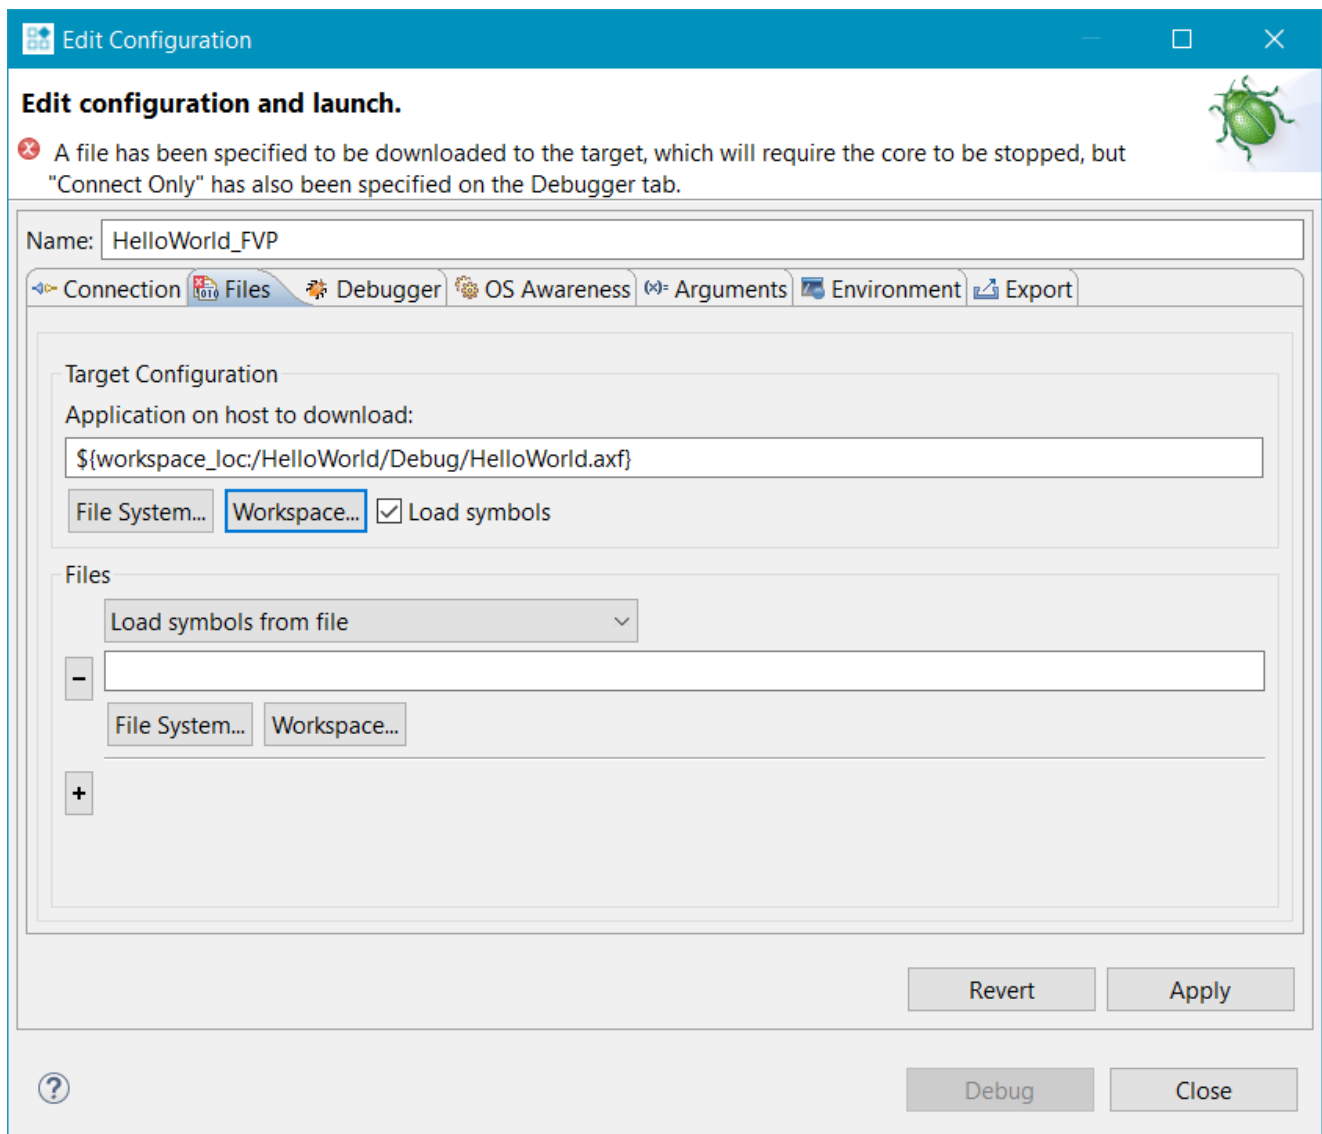 Edit Configuration
Edit configuration and launch.
A file has been specified to be downloaded to the target, which will require the core to be stopped, but
"Connect Only" has also been specified on the Debugger tab.
Name: HelloWorld_FVP
Connection Files Debugger OS Awareness (x)= Arguments Environment Export
Target Configuration
Application on host to download:
${workspace_loc:/HelloWorld/Debug/HelloWorld.axf}
File System... Workspace... Load symbols
Files
Load symbols from file
-
File System... Workspace...
+
Revert Apply
? Debug Close